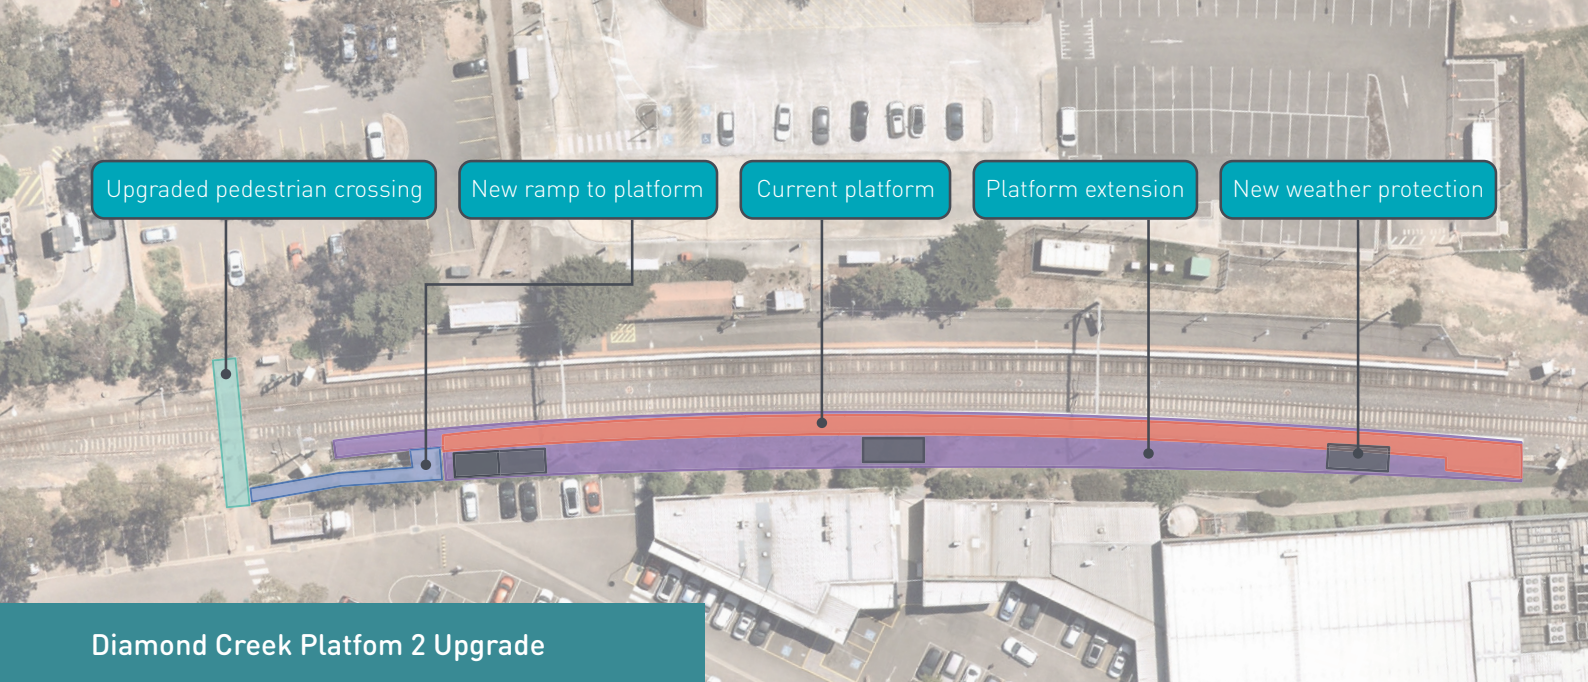 Upgraded pedestrian crossing
New ramp to platform
Current platform
Platform extension
New weather protection
Diamond Creek Platfom 2 Upgrade